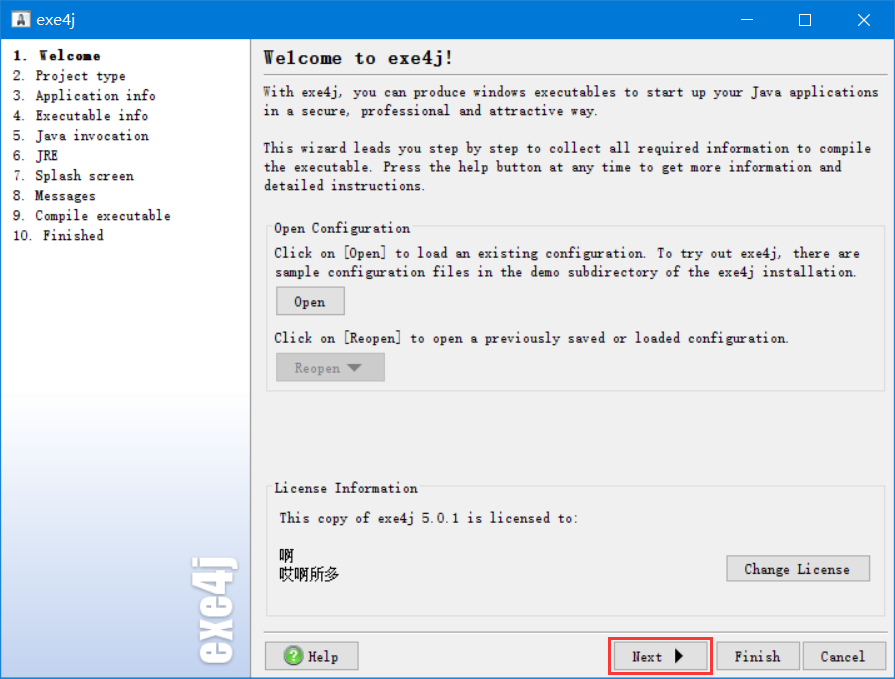 exe4j
1. Welcome
2. Project type
3. Application info
4. Executable info
5. Java invocation
6. JRE
7. Splash screen
8. Messages
9. Compile executable
10. Finished
exe4j
Welcome to exe4j!
With exe4j, you can produce windows executables to start up your Java applications
in a secure, professional and attractive way.
This wizard leads you step by step to collect all required information to compile
the executable. Press the help button at any time to get more information and
detailed instructions.
Open Configuration
Click on [Open] to load an existing configuration. To try out exe4j, there are
sample configuration files in the demo subdirectory of the exe4j installation.
Open
Click on [Reopen] to open a previously saved or loaded configuration.
Reopen
License Information
This copy of exe4j 5.0.1 is licensed to:
啊
哎啊所多
Change License
Help
Next
Finish
Cancel